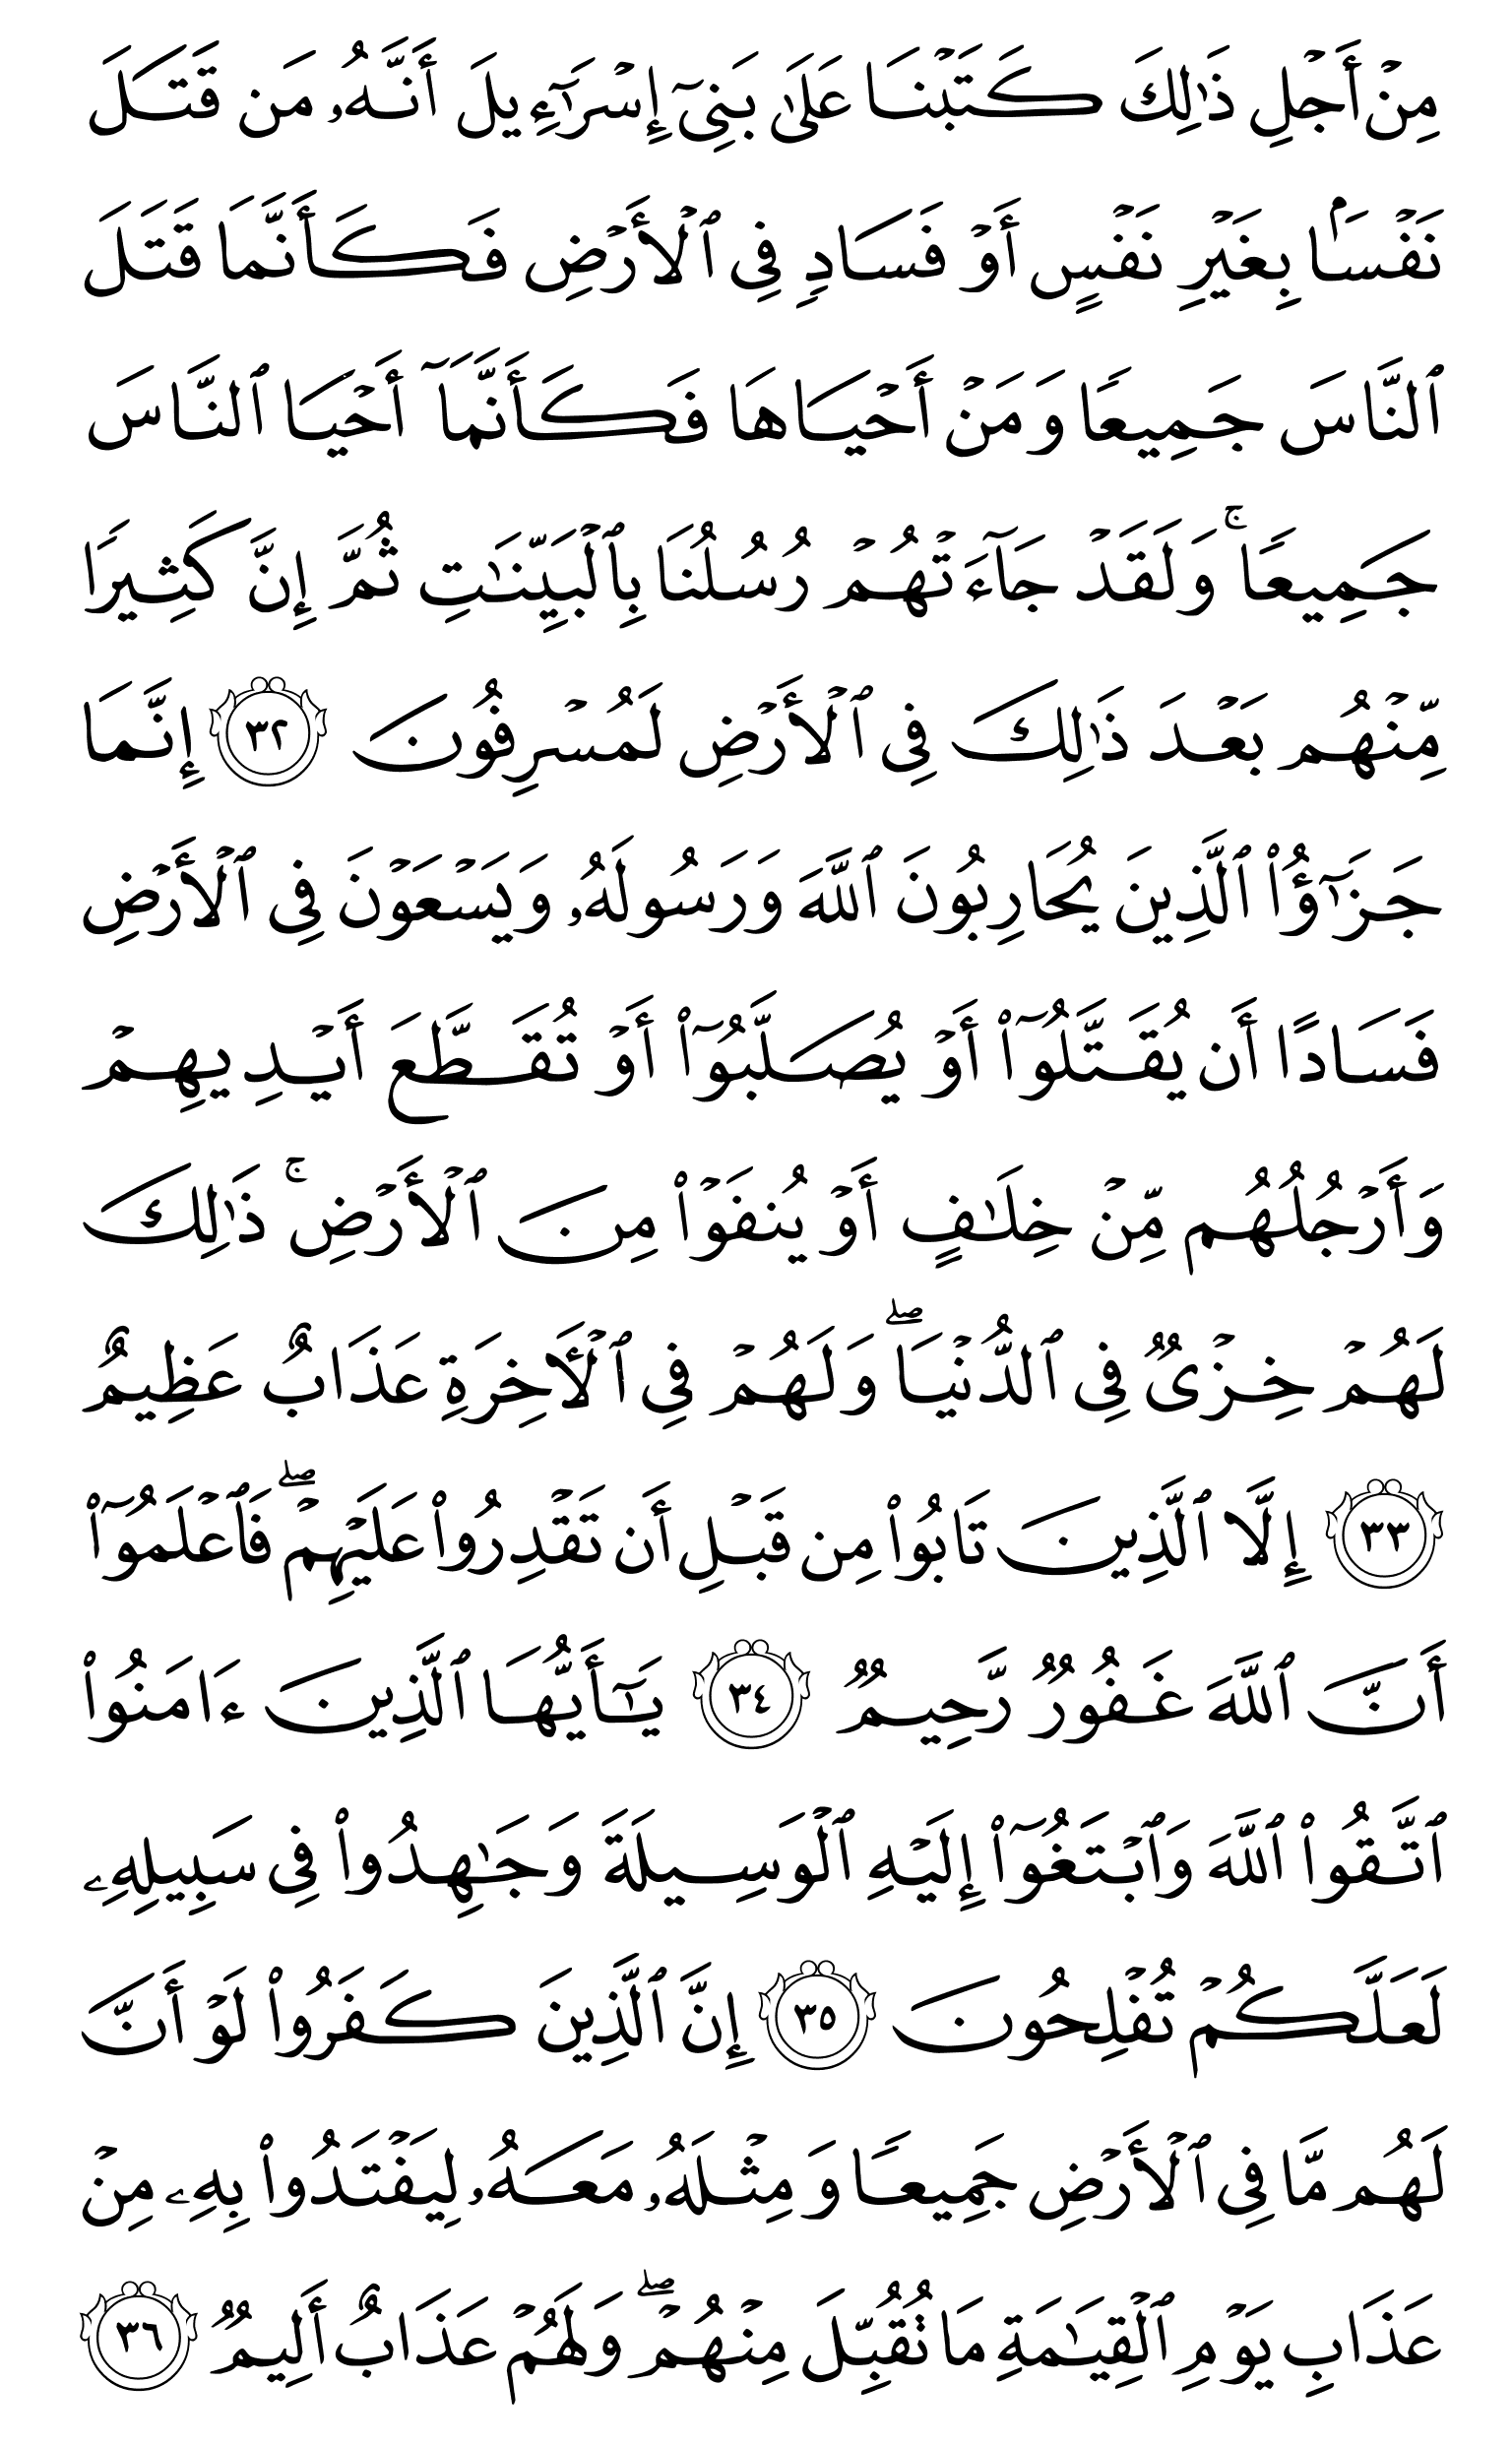 مِنۡ أَجۡلِ ذَٰلِكَ كَتَبۡنَا عَلَىٰ بَنِيٓ إِسۡرَٰٓءِيلَ أَنَّهُۥ مَن قَتَلَ
نَفۡسَۢا بِغَيۡرِ نَفۡسٍ أَوۡ فَسَادٖ فِي ٱلۡأَرۡضِ فَكَأَنَّمَا قَتَلَ
ٱلنَّاسَ جَمِيعٗا وَمَنۡ أَحۡيَاهَا فَكَأَنَّمَآ أَحۡيَا ٱلنَّاسَ
جَمِيعٗاۚ وَلَقَدۡ جَآءَتۡهُمۡ رُسُلُنَا بِٱلۡبَيِّنَٰتِ ثُمَّ إِنَّ كَثِيرٗا
مِّنۡهُم بَعۡدَ ذَٰلِكَ فِي ٱلۡأَرۡضِ لَمُسۡرِفُونَ ٣٢ إِنَّمَا
جَزَٰٓؤُاْ ٱلَّذِينَ يُحَارِبُونَ ٱللَّهَ وَرَسُولَهُۥ وَيَسۡعَوۡنَ فِي ٱلۡأَرۡضِ
فَسَادًا أَن يُقَتَّلُوٓاْ أَوۡ يُصَلَّبُوٓاْ أَوۡ تُقَطَّعَ أَيۡدِيهِمۡ
وَأَرۡجُلُهُم مِّنۡ خِلَٰفٍ أَوۡ يُنفَوۡاْ مِنَ ٱلۡأَرۡضِۚ ذَٰلِكَ
لَهُمۡ خِزۡيٞ فِي ٱلدُّنۡيَاۖ وَلَهُمۡ فِي ٱلۡأٓخِرَةِ عَذَابٌ عَظِيمٌ
٣٣ إِلَّا ٱلَّذِينَ تَابُواْ مِن قَبۡلِ أَن تَقۡدِرُواْ عَلَيۡهِمۡۖ فَٱعۡلَمُوٓاْ
أَنَّ ٱللَّهَ غَفُورٞ رَّحِيمٞ ٣٤ يَٰٓأَيُّهَا ٱلَّذِينَ ءَامَنُواْ
ٱتَّقُواْ ٱللَّهَ وَٱبۡتَغُوٓاْ إِلَيۡهِ ٱلۡوَسِيلَةَ وَجَٰهِدُواْ فِي سَبِيلِهِۦ
لَعَلَّكُمۡ تُفۡلِحُونَ ٣٥ إِنَّ ٱلَّذِينَ كَفَرُواْ لَوۡ أَنَّ
لَهُم مَّا فِي ٱلۡأَرۡضِ جَمِيعٗا وَمِثۡلَهُۥ مَعَهُۥ لِيَفۡتَدُواْ بِهِۦ مِنۡ
عَذَابِ يَوۡمِ ٱلۡقِيَٰمَةِ مَا تُقُبِّلَ مِنۡهُمۡۖ وَلَهُمۡ عَذَابٌ أَلِيمٞ ٣٦